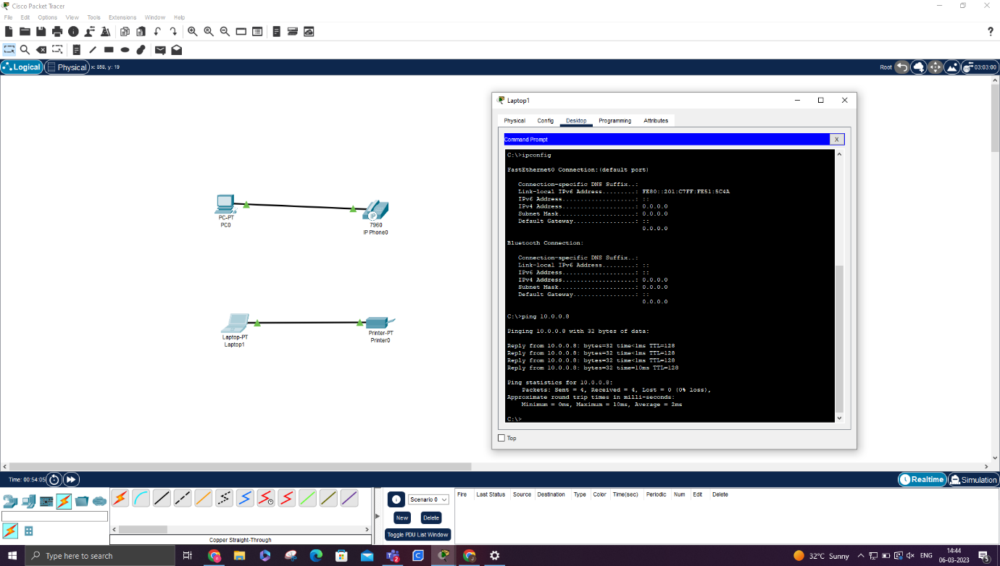 Cisco Packet Tracer
File Edit Options View Tools Extensions Window Help
?
Logical Physical x: 858, y: 19 Root 03:03:00
Laptop1
Physical Config Desktop Programming Attributes
Command Prompt X
C:\>ipconfig
FastEthernet0 Connection:(default port)
Connection-specific DNS Suffix..:
Link-local IPv6 Address.........: FE80::201:C7FF:FE51:5C4A
IPv6 Address....................: ::
IPv4 Address....................: 0.0.0.0
Subnet Mask.....................: 0.0.0.0
Default Gateway.................: ::
0.0.0.0
Bluetooth Connection:
Connection-specific DNS Suffix..:
Link-local IPv6 Address.........: ::
IPv6 Address....................: ::
IPv4 Address....................: 0.0.0.0
Subnet Mask.....................: 0.0.0.0
Default Gateway.................: ::
0.0.0.0
C:\>ping 10.0.0.8
Pinging 10.0.0.8 with 32 bytes of data:
Reply from 10.0.0.8: bytes=32 time<1ms TTL=128
Reply from 10.0.0.8: bytes=32 time<1ms TTL=128
Reply from 10.0.0.8: bytes=32 time<1ms TTL=128
Reply from 10.0.0.8: bytes=32 time=10ms TTL=128
Ping statistics for 10.0.0.8:
Packets: Sent = 4, Received = 4, Lost = 0 (0% loss),
Approximate round trip times in milli-seconds:
Minimum = 0ms, Maximum = 10ms, Average = 2ms
C:\>
Top
PC-PT
PC0
IP
7960
IP Phone0
Laptop-PT
Laptop1
Printer-PT
Printer0
Time: 00:54:05 Realtime Simulation
Scenario 0
New Delete
Toggle PDU List Window
Fire Last Status Source Destination Type Color Time(sec) Periodic Num Edit Delete
Copper Straight-Through
Type here to search
32°C Sunny ENG
14:44
06-03-2023
5